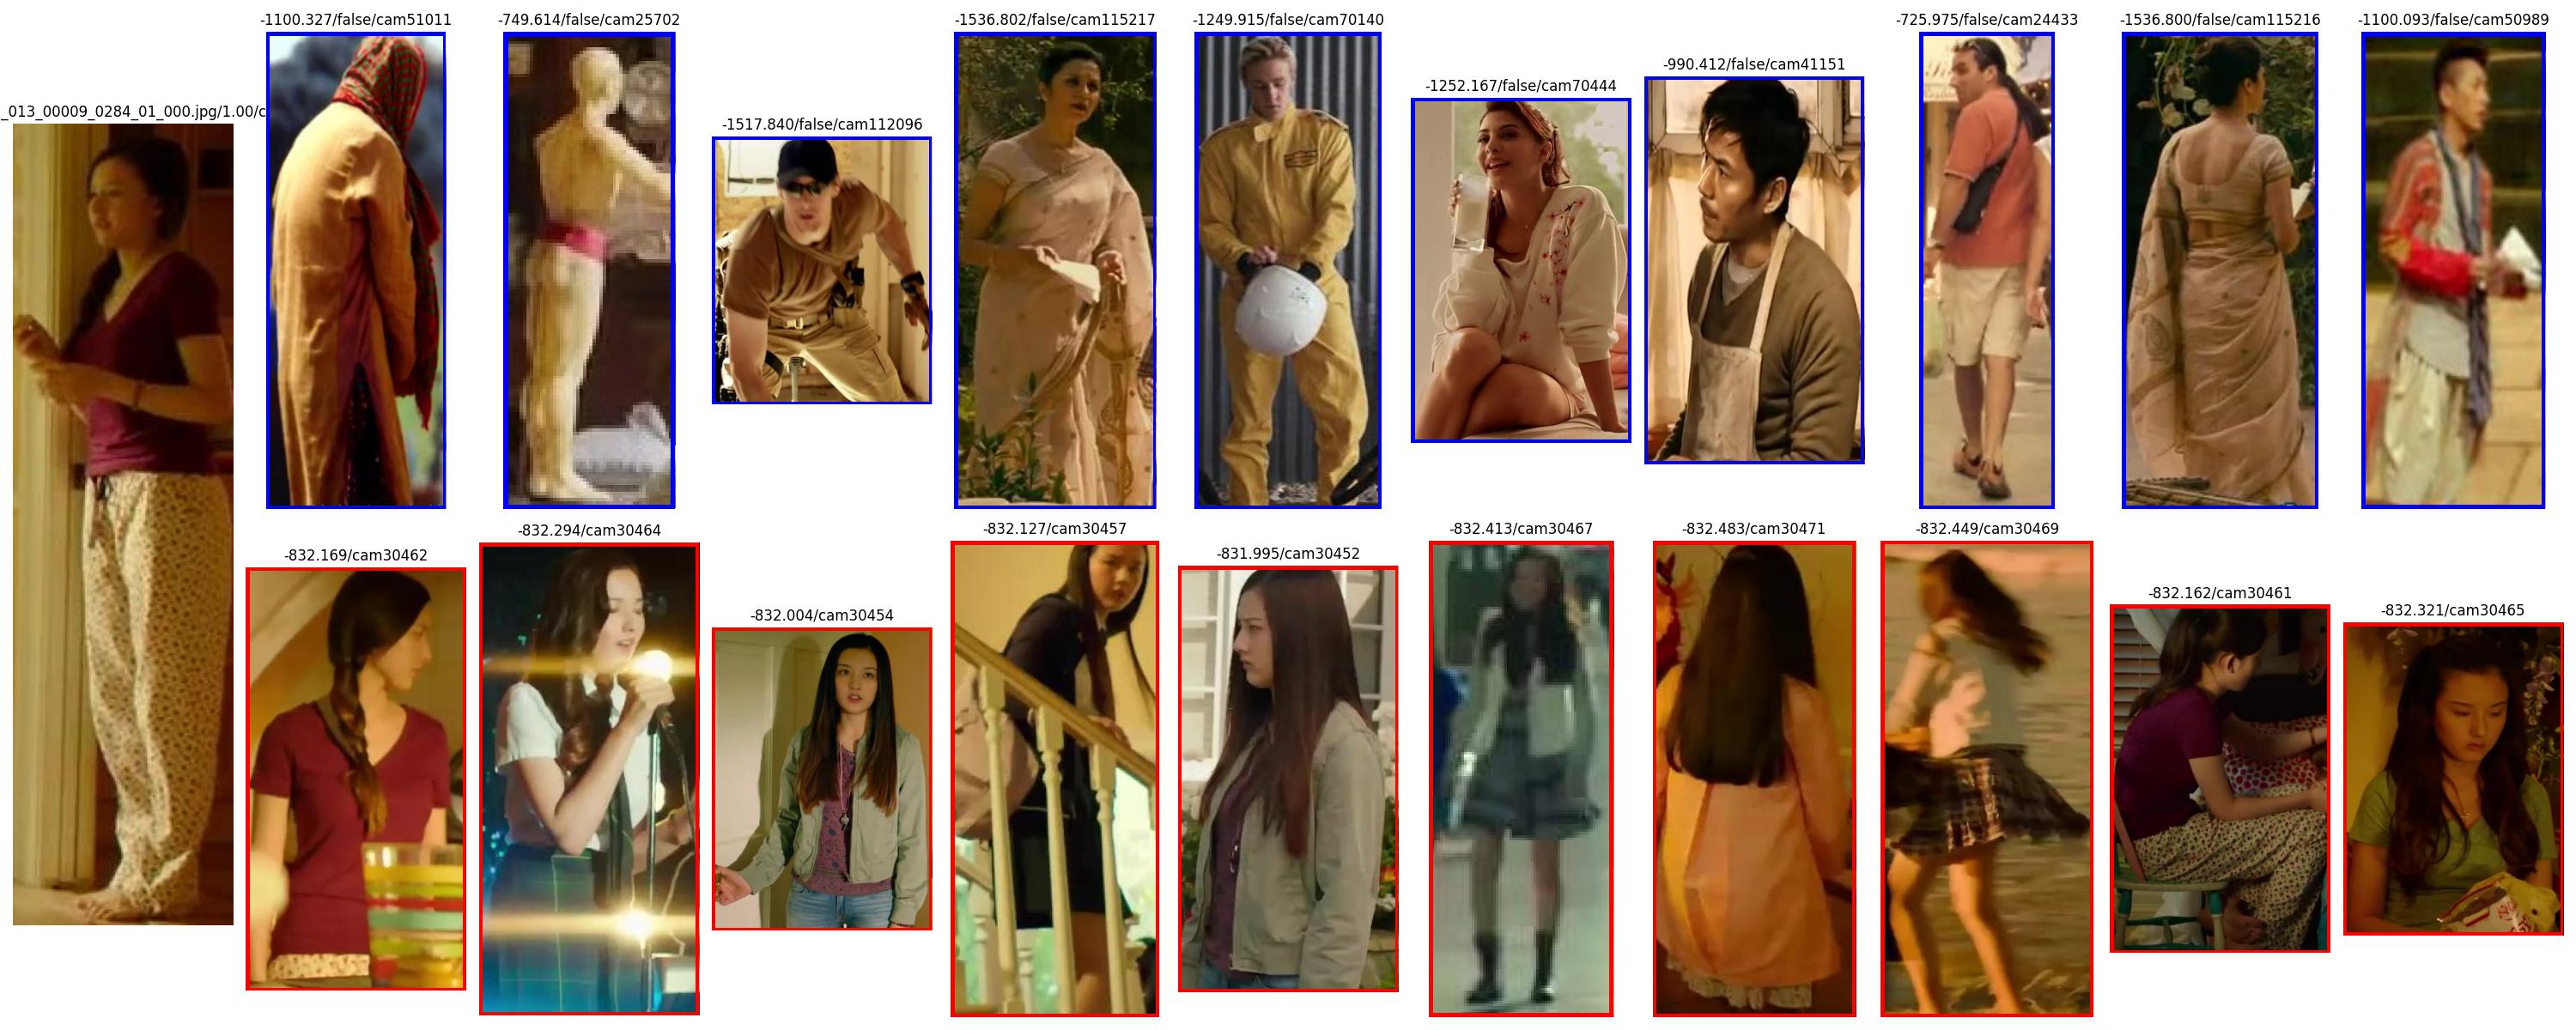 -1100.327/false/cam51011
-749.614/false/cam25702
-1536.802/false/cam115217
-1249.915/false/cam70140
-725.975/false/cam24433
-1536.800/false/cam115216
-1100.093/false/cam50989
-990.412/false/cam41151
-1252.167/false/cam70444
_013_00009_0284_01_000.jpg/1.00/c
-1517.840/false/cam112096
-832.169/cam30462
-832.294/cam30464
-832.004/cam30454
-832.127/cam30457
-831.995/cam30452
-832.413/cam30467
-832.483/cam30471
-832.449/cam30469
-832.162/cam30461
-832.321/cam30465